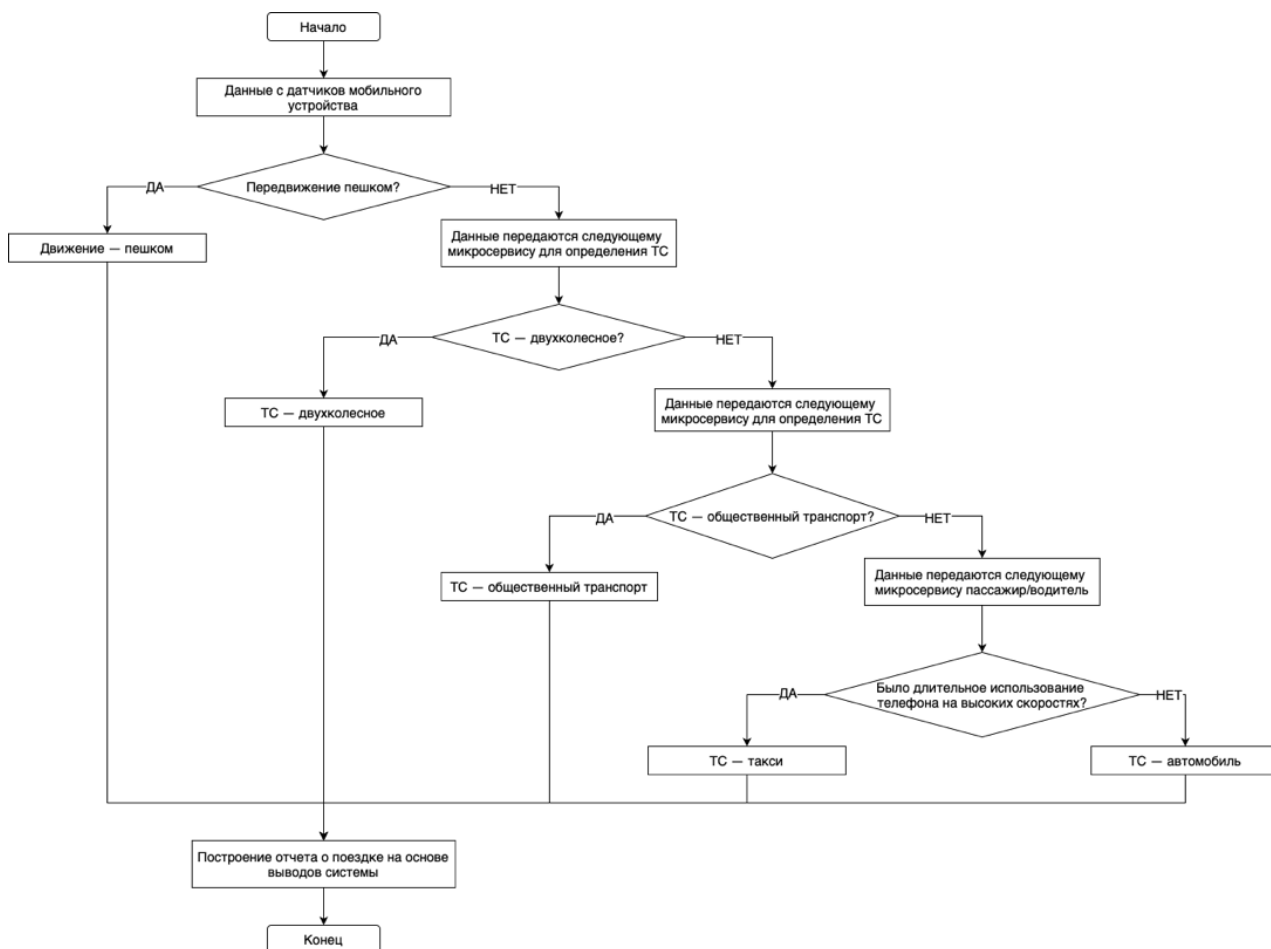 Начало
Данные с датчиков мобильного
устройства
Передвижение пешком?
ДА
НЕТ
Движение — пешком
Данные передаются следующему
микросервису для определения ТС
ТС — двухколесное?
ДА
НЕТ
ТС — двухколесное
Данные передаются следующему
микросервису для определения ТС
ТС — общественный транспорт?
ДА
НЕТ
ТС — общественный транспорт
Данные передаются следующему
микросервису пассажир/водитель
Было длительное использование
телефона на высоких скоростях?
ДА
НЕТ
ТС — такси
ТС — автомобиль
Построение отчета о поездке на основе
выводов системы
Конец